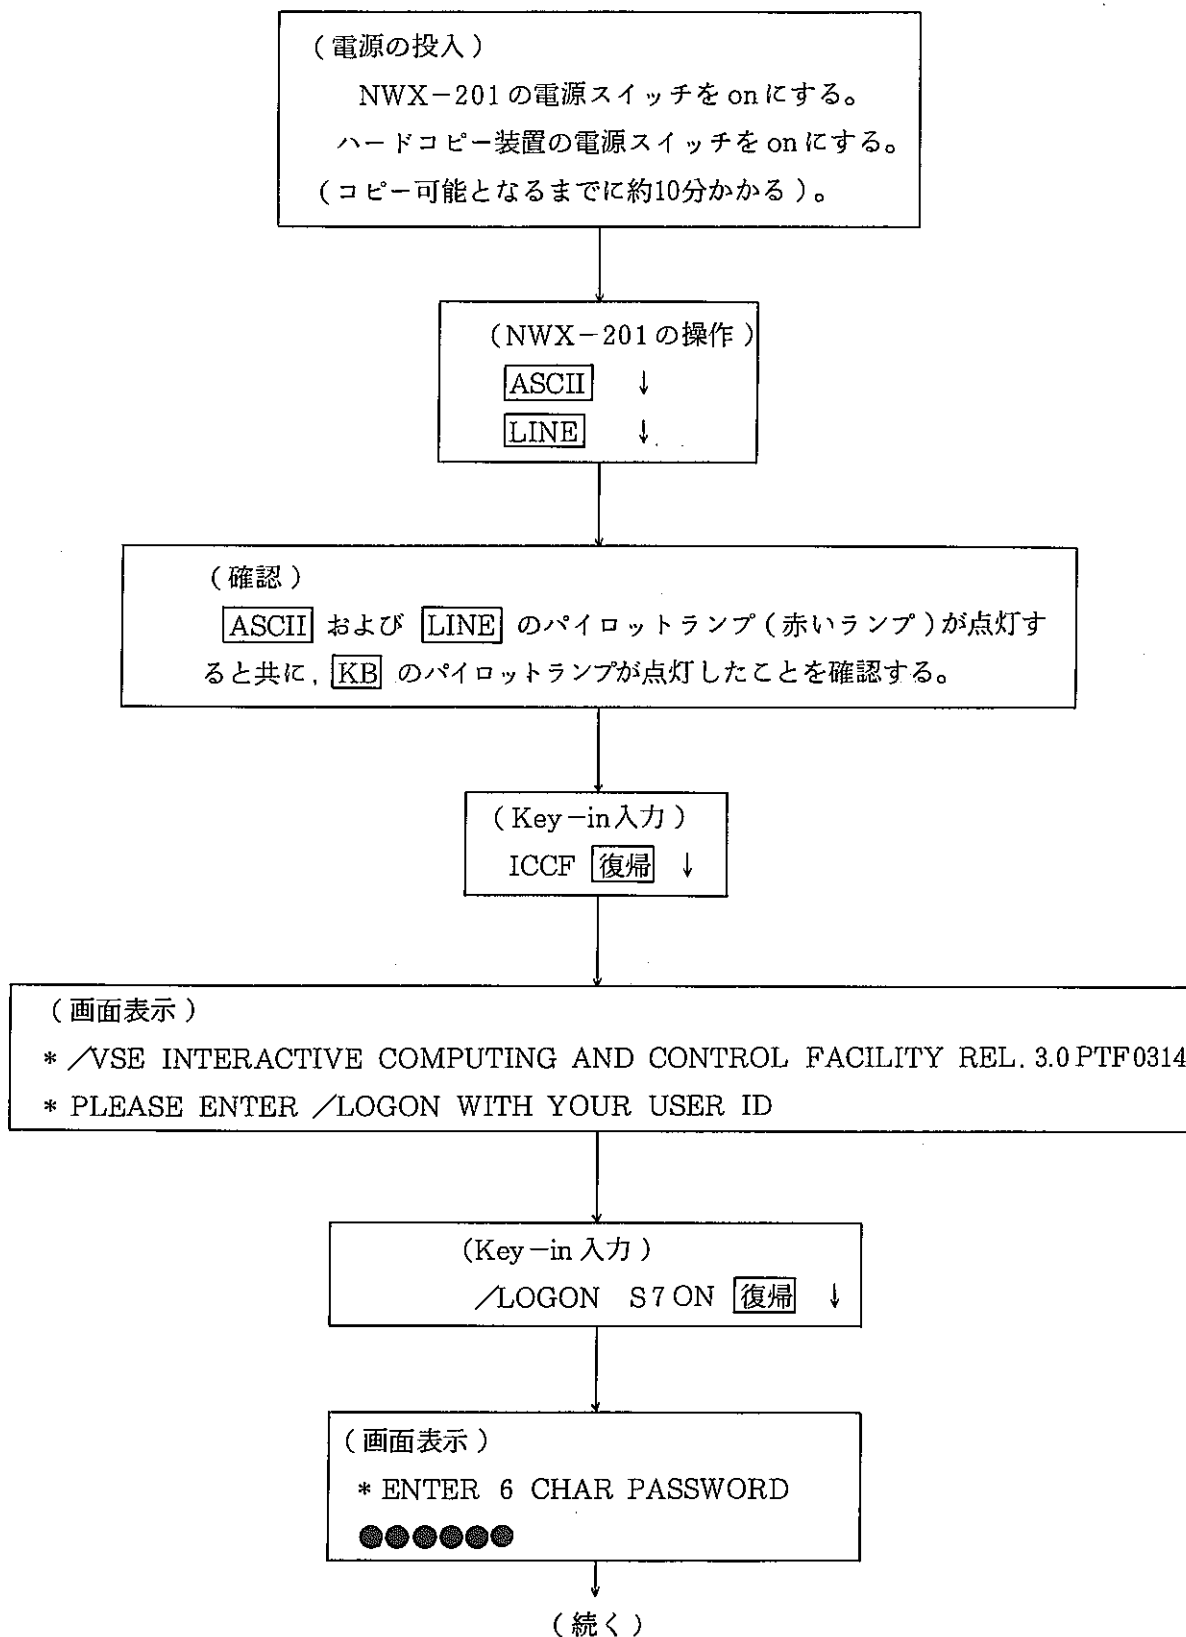 (電源の投入)
NWX-201の電源スイッチをonにする。
ハードコピー装置の電源スイッチをonにする。
(コピー可能となるまでに約10分かかる)。
(NWX-201の操作)
ASCII ↓
LINE ↓
(確認)
ASCII および LINE のパイロットランプ(赤いランプ)が点灯す
ると共に, KB のパイロットランプが点灯したことを確認する。
(Key-in入力)
ICCF 復帰 ↓
(画面表示)
* /VSE INTERACTIVE COMPUTING AND CONTROL FACILITY REL. 3.0 PTF0314
* PLEASE ENTER /LOGON WITH YOUR USER ID
(Key-in入力)
/LOGON S7ON 復帰 ↓
(画面表示)
* ENTER 6 CHAR PASSWORD
●●●●●●
(続く)